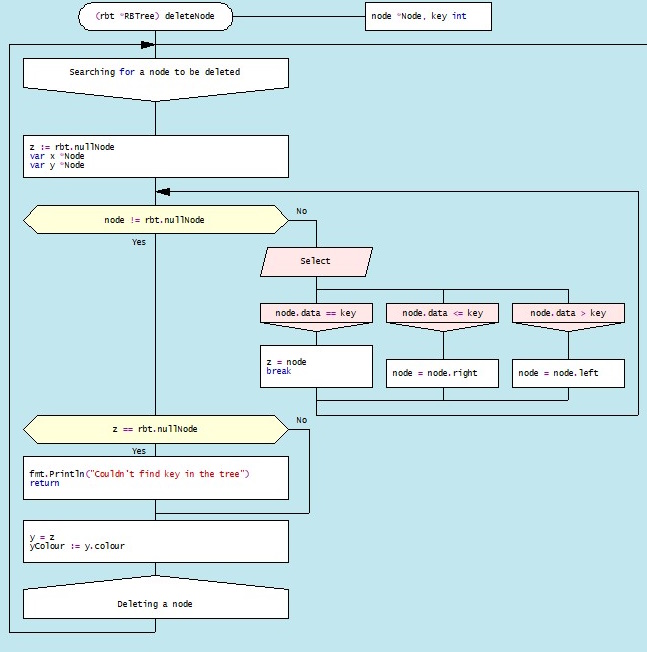 (rbt *RBTree) deleteNode
node *Node, key int
Searching for a node to be deleted
z := rbt.nullNode
var x *Node
var y *Node
node != rbt.nullNode
No
Yes
Select
node.data == key
node.data <= key
node.data > key
z = node
break
node = node.right
node = node.left
z == rbt.nullNode
No
Yes
fmt.Println("Couldn't find key in the tree")
return
y = z
yColour := y.colour
Deleting a node